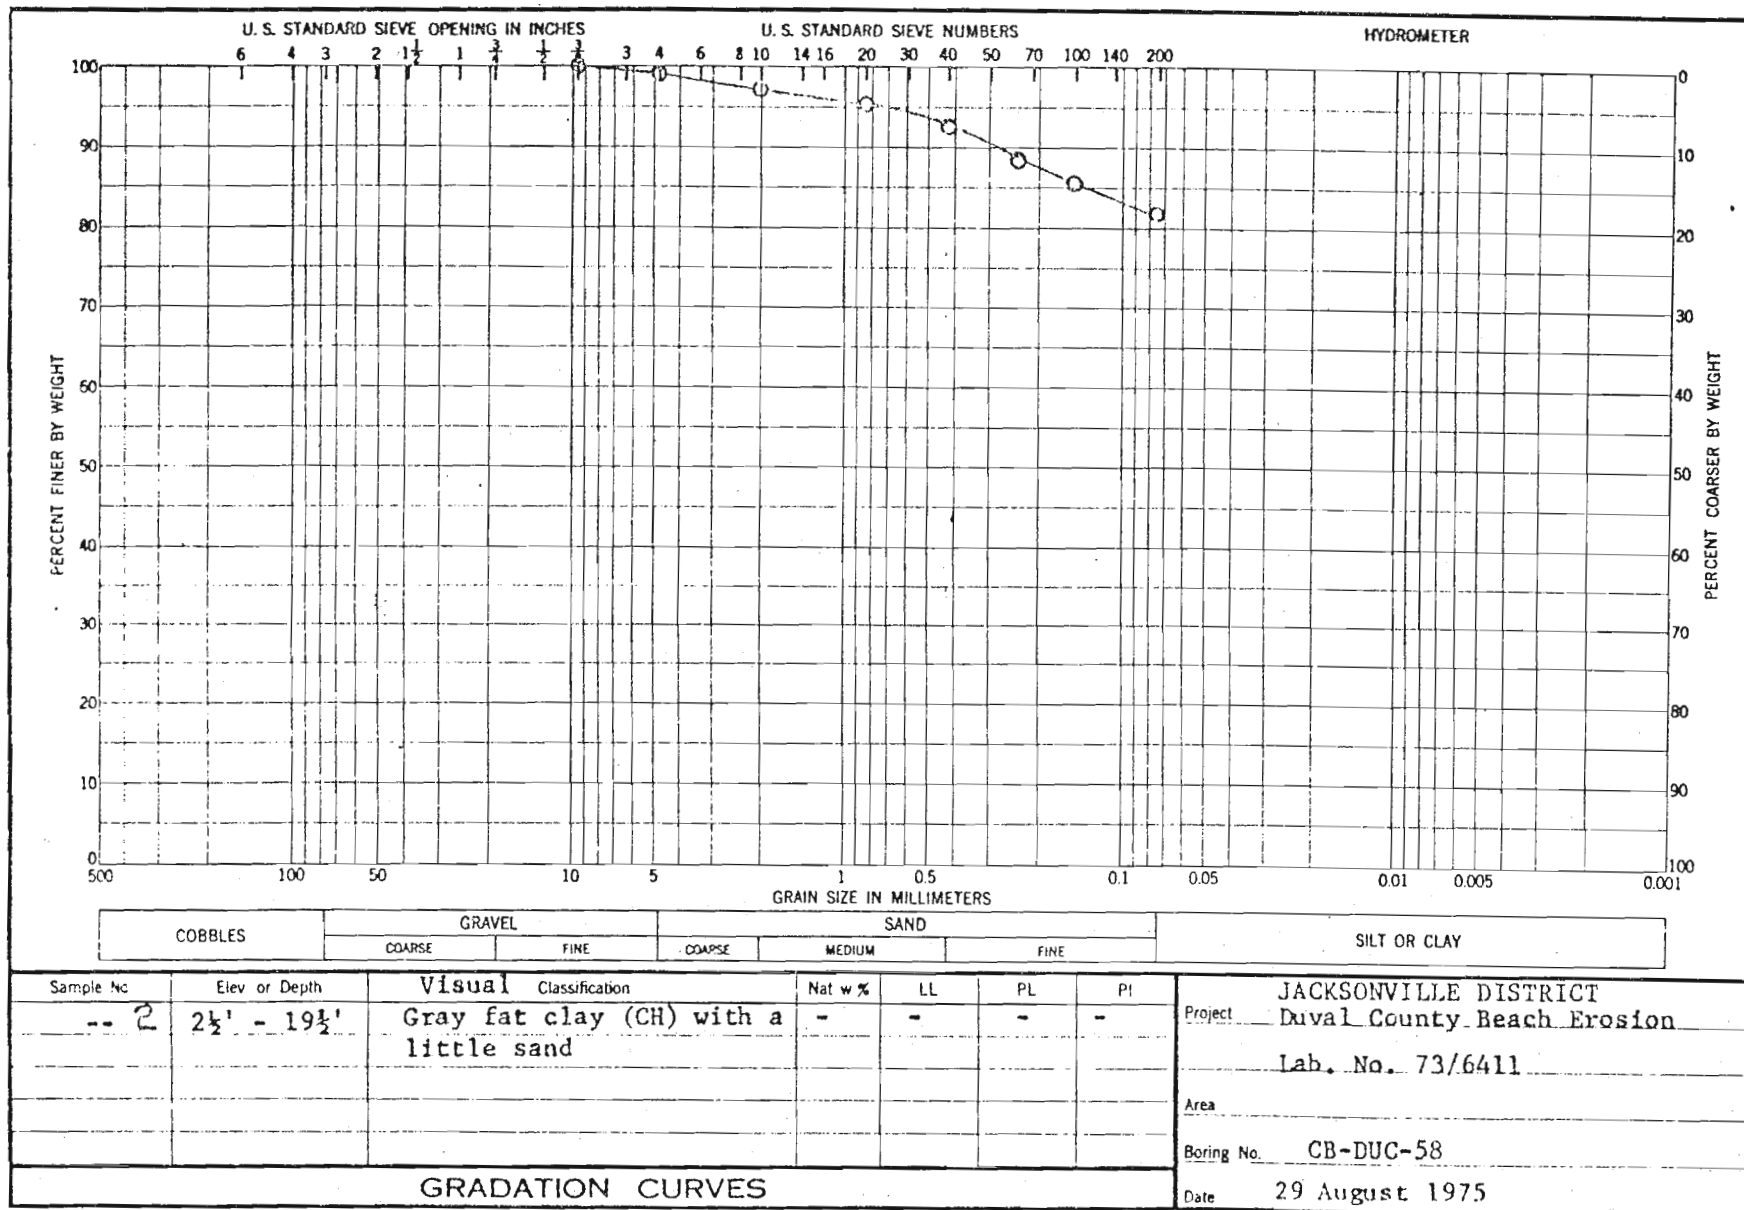 U. S. STANDARD SIEVE OPENING IN INCHES
U. S. STANDARD SIEVE NUMBERS
HYDROMETER
6 4 3 2 1½ 1 ¾ ½ ⅜ 3 4 6 8 10 14 16 20 30 40 50 70 100 140 200
100 90 80 70 60 50 40 30 20 10 0
PERCENT FINER BY WEIGHT
0 10 20 30 40 50 60 70 80 90 100
PERCENT COARSER BY WEIGHT
500 100 50 10 5 1 0.5 0.1 0.05 0.01 0.005 0.001
GRAIN SIZE IN MILLIMETERS
COBBLES
GRAVEL
COARSE FINE
SAND
COARSE MEDIUM FINE
SILT OR CLAY
Sample No Elev or Depth Visual Classification Nat w % LL PL PI
-- 2 2½' - 19½' Gray fat clay (CH) with a - - - -
little sand
JACKSONVILLE DISTRICT
Project Duval County Beach Erosion
Lab. No. 73/6411
Area
Boring No. CB-DUC-58
Date 29 August 1975
GRADATION CURVES